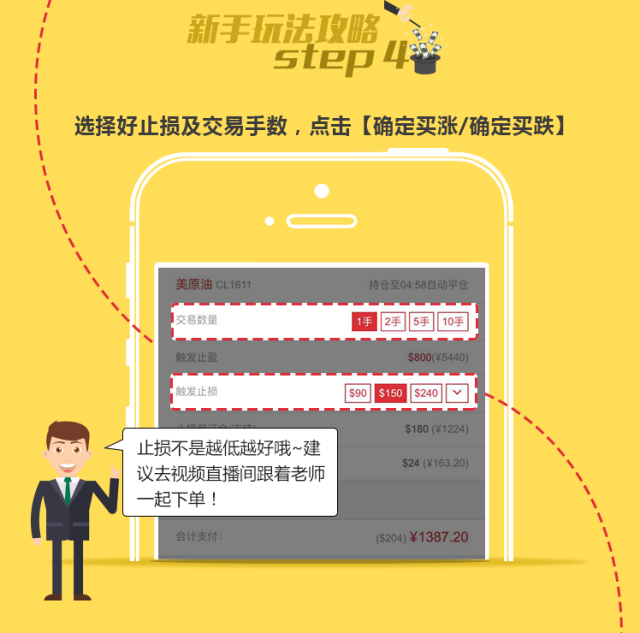 新手玩法攻略
step 4
选择好止损及交易手数，点击【确定买涨/确定买跌】
美原油 CL1611 持仓至04:58自动平仓
交易数量 1手 2手 5手 10手
触发止盈 $800(¥5440)
触发止损 $90 $150 $240
$180 (¥1224)
止损不是越低越好哦~建
议去视频直播间跟着老师
一起下单！
$24 (¥163.20)
合计支付： ($204) ¥1387.20